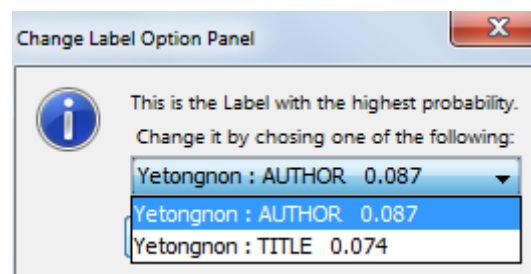 Change Label Option Panel
This is the Label with the highest probability.
Change it by chosing one of the following:
Yetongnon : AUTHOR 0.087
Yetongnon : AUTHOR 0.087
Yetongnon : TITLE 0.074